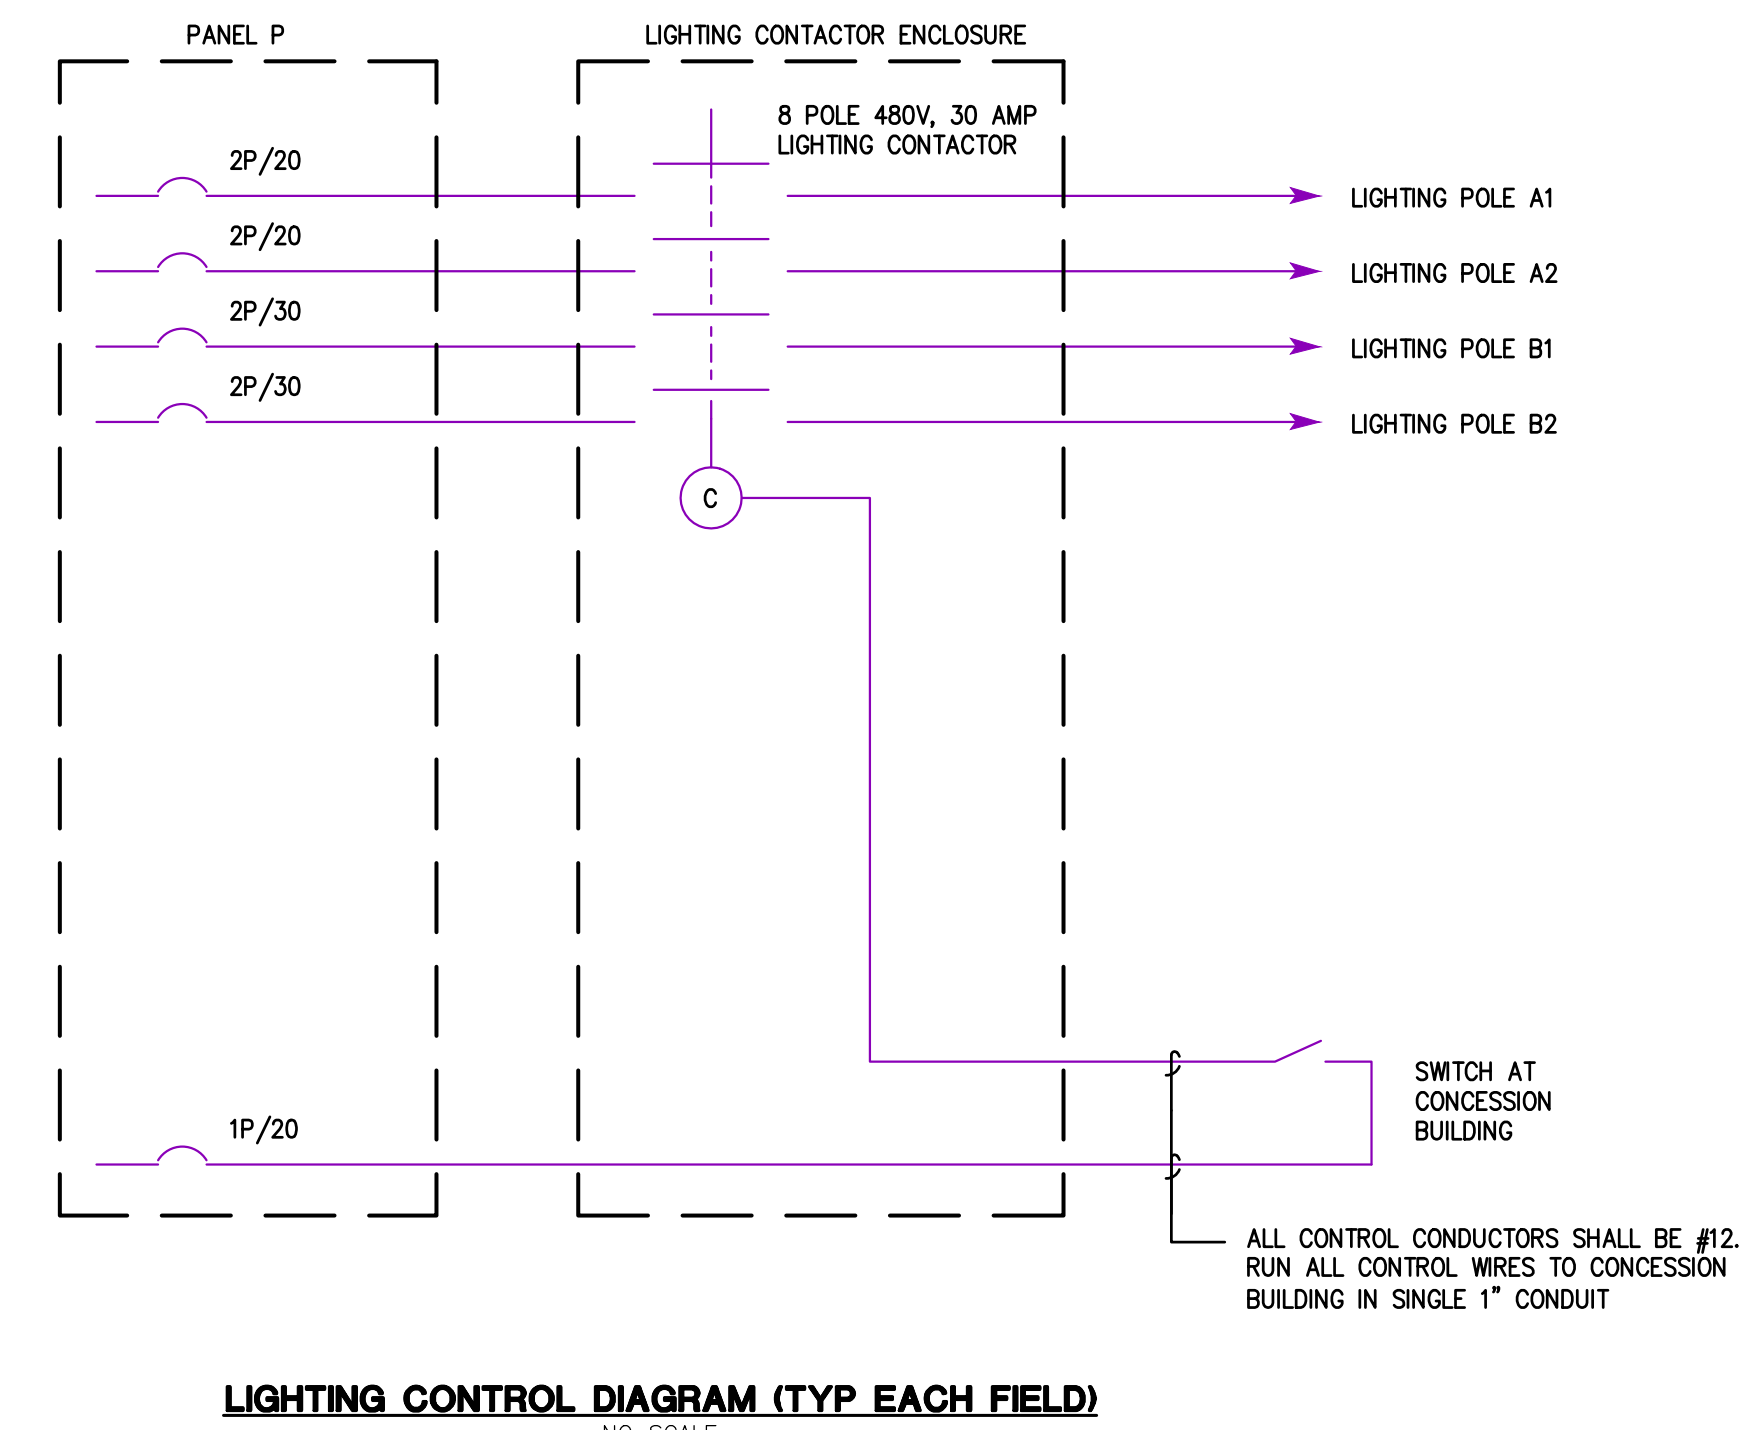 PANEL P
LIGHTING CONTACTOR ENCLOSURE
8 POLE 480V, 30 AMP
LIGHTING CONTACTOR
2P/20
LIGHTING POLE A1
2P/20
LIGHTING POLE A2
2P/30
LIGHTING POLE B1
2P/30
LIGHTING POLE B2
C
SWITCH AT
CONCESSION
BUILDING
1P/20
ALL CONTROL CONDUCTORS SHALL BE #12.
RUN ALL CONTROL WIRES TO CONCESSION
BUILDING IN SINGLE 1" CONDUIT
LIGHTING CONTROL DIAGRAM (TYP EACH FIELD)
NO SCALE